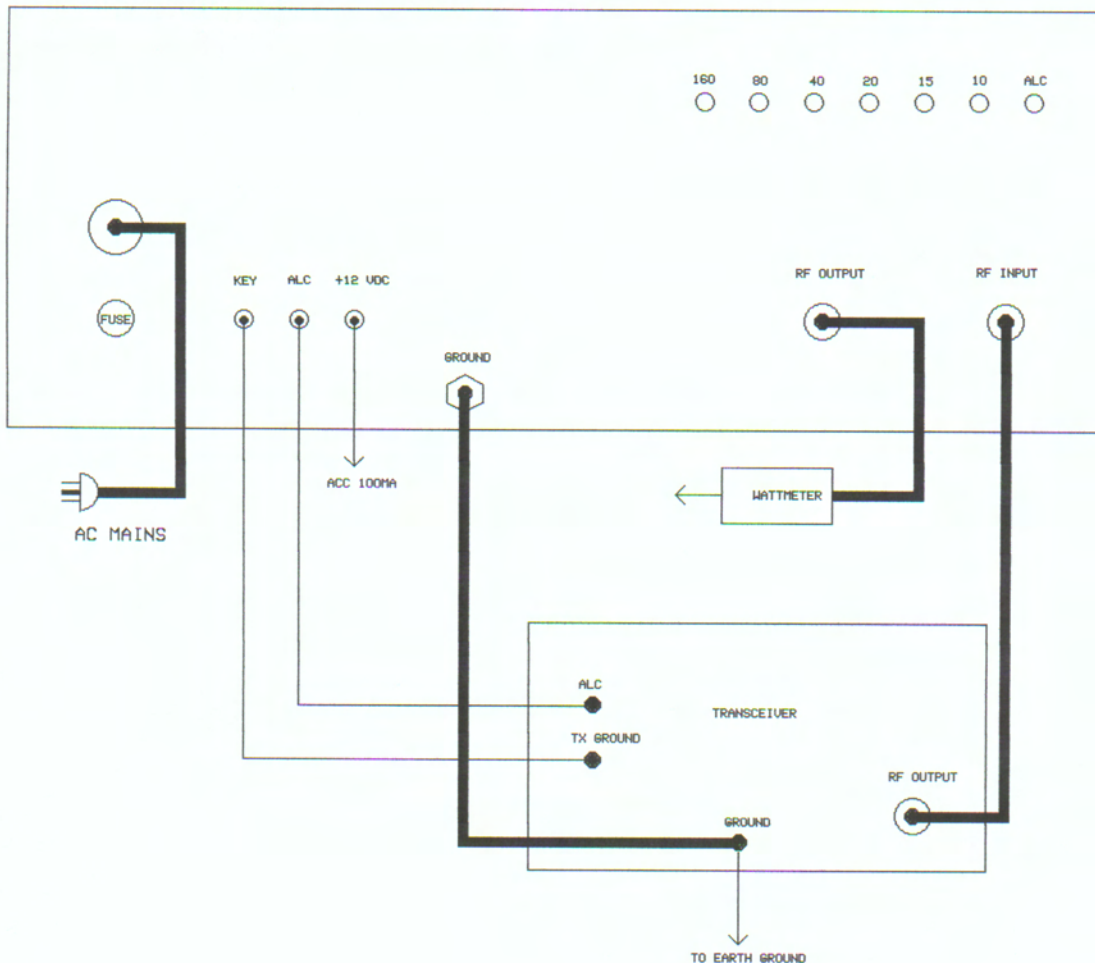 160 80 40 20 15 10 ALC
KEY ALC +12 VDC
RF OUTPUT RF INPUT
FUSE
GROUND
ACC 100MA
WATTMETER
AC MAINS
ALC
TRANSCEIVER
TX GROUND
RF OUTPUT
GROUND
TO EARTH GROUND